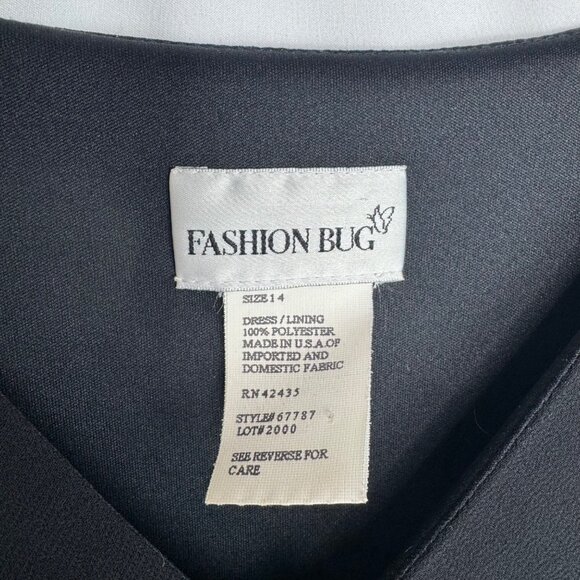 FASHION BUG
SIZE 14
DRESS / LINING
100% POLYESTER
MADE IN U.S.A.OF
IMPORTED AND
DOMESTIC FABRIC
RN 42435
STYLE# 67787
LOT# 2000
SEE REVERSE FOR
CARE